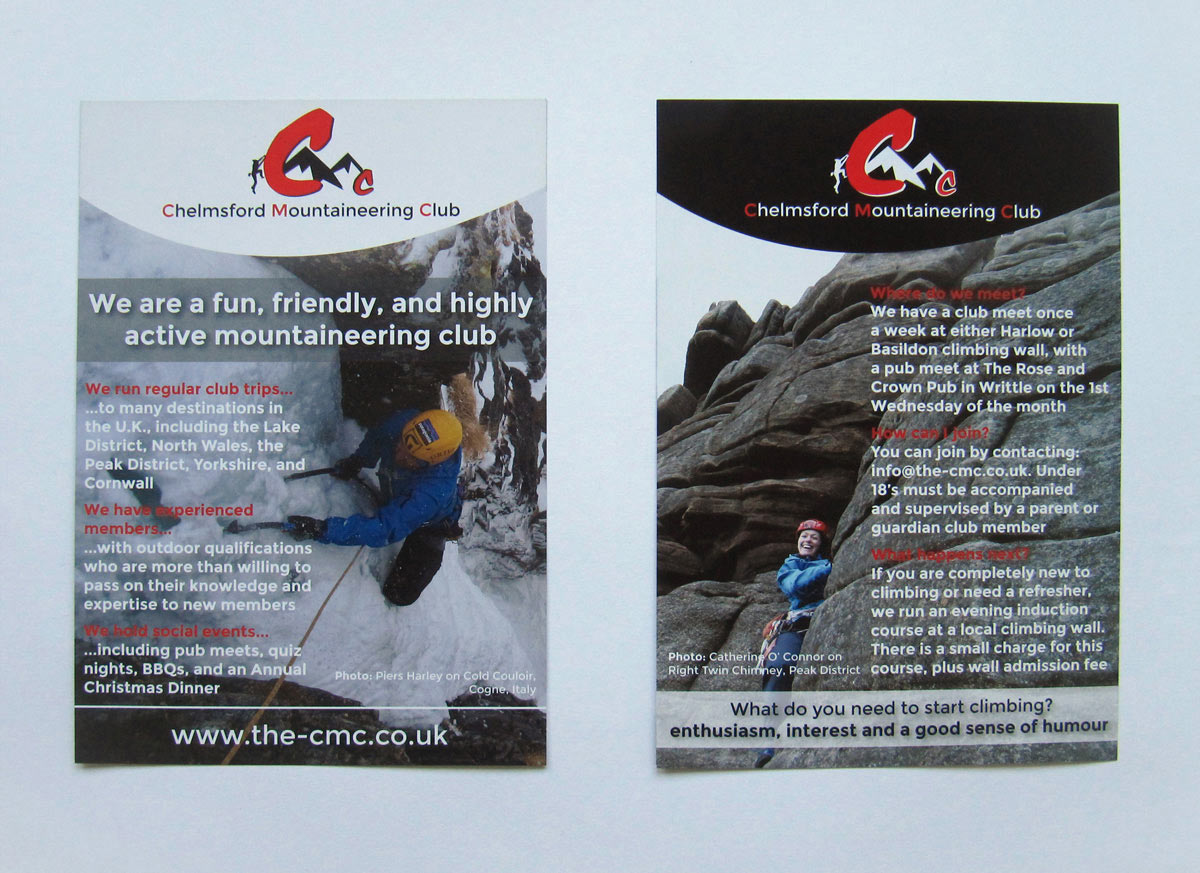 CMC
Chelmsford Mountaineering Club
We are a fun, friendly, and highly
active mountaineering club
We run regular club trips...
...to many destinations in
the U.K., including the Lake
District, North Wales, the
Peak District, Yorkshire, and
Cornwall
We have experienced
members...
...with outdoor qualifications
who are more than willing to
pass on their knowledge and
expertise to new members
We hold social events...
...including pub meets, quiz
nights, BBQs, and an Annual
Christmas Dinner
Photo: Piers Harley on Cold Couloir,
Cogne, Italy
www.the-cmc.co.uk
CMC
Chelmsford Mountaineering Club
Where do we meet?
We have a club meet once
a week at either Harlow or
Basildon climbing wall, with
a pub meet at The Rose and
Crown Pub in Writtle on the 1st
Wednesday of the month
How can I join?
You can join by contacting:
info@the-cmc.co.uk. Under
18's must be accompanied
and supervised by a parent or
guardian club member
What happens next?
If you are completely new to
climbing or need a refresher,
we run an evening induction
course at a local climbing wall.
There is a small charge for this
course, plus wall admission fee
Photo: Catherine O' Connor on
Right Twin Chimney, Peak District
What do you need to start climbing?
enthusiasm, interest and a good sense of humour